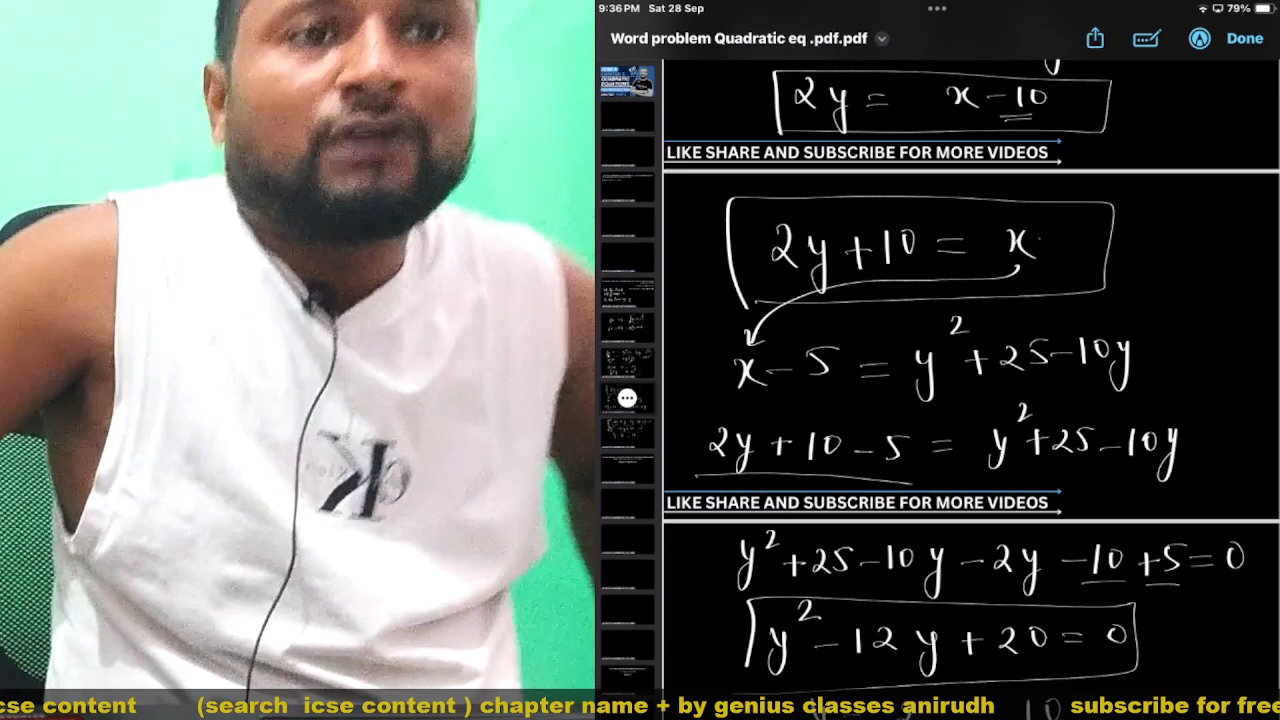 9:36 PM Sat 28 Sep
79%
Word problem Quadratic eq .pdf.pdf
Done
2y = x - 10
LIKE SHARE AND SUBSCRIBE FOR MORE VIDEOS
2y + 10 = x
x - 5 = y² + 25 - 10y
2y + 10 - 5 = y² + 25 - 10y
LIKE SHARE AND SUBSCRIBE FOR MORE VIDEOS
y² + 25 - 10y - 2y - 10 + 5 = 0
y² - 12y + 20 = 0
cse content (search icse content ) chapter name + by genius classes anirudh subscribe for free